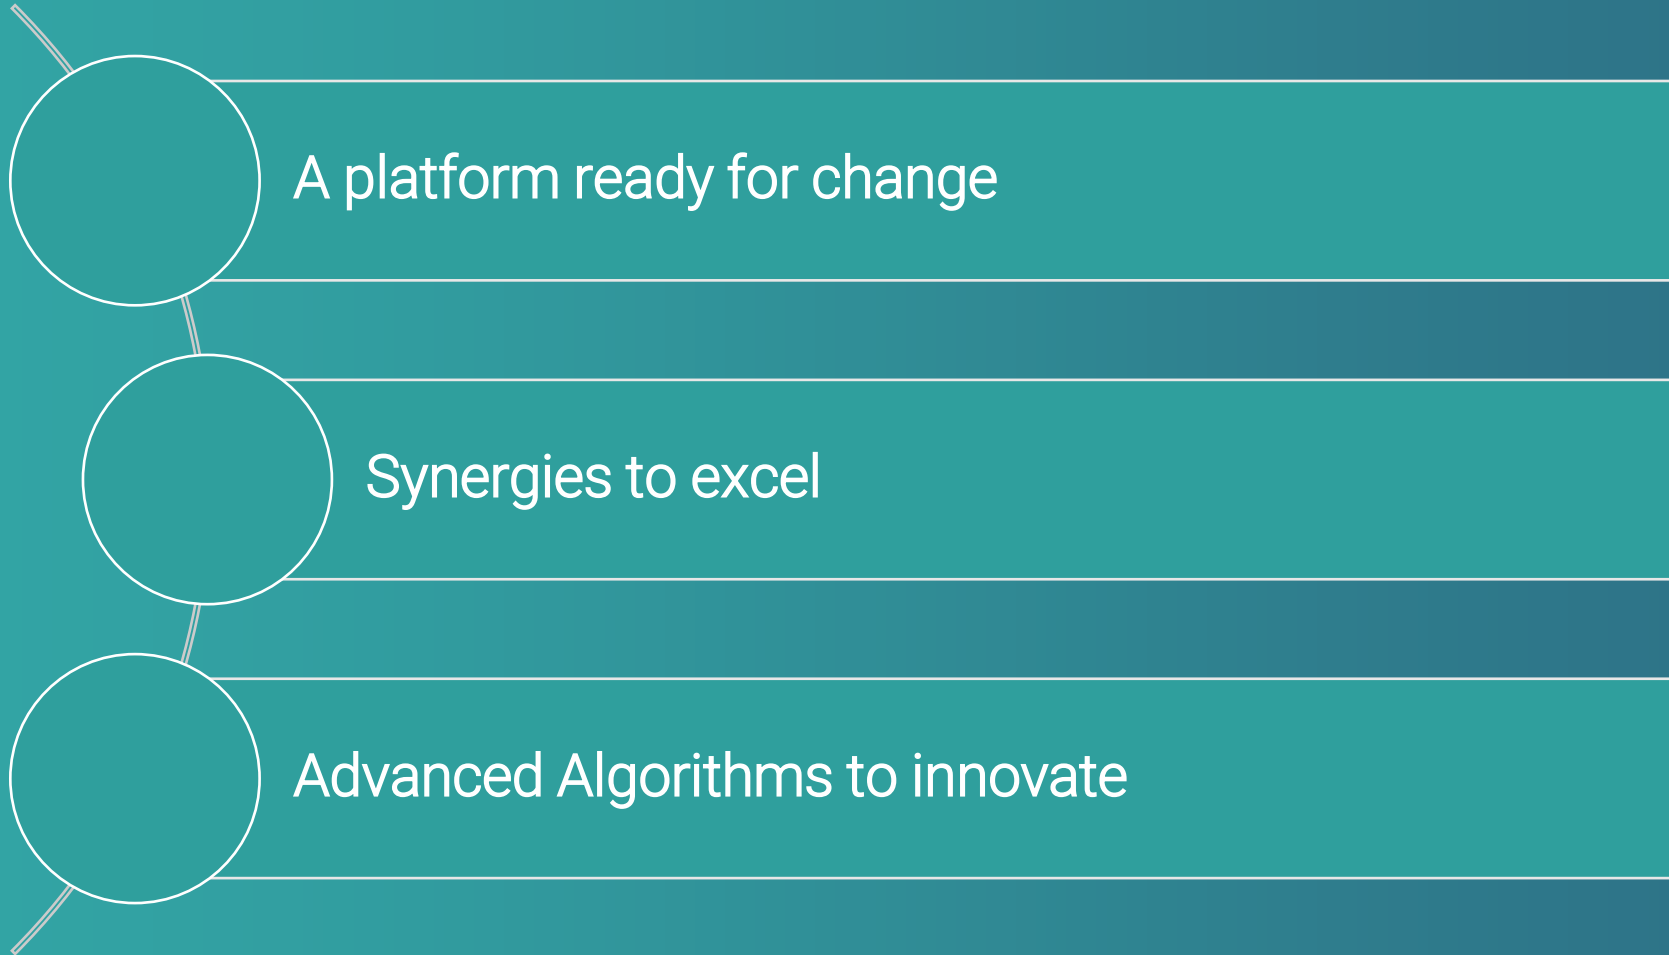 A platform ready for change
Synergies to excel
Advanced Algorithms to innovate